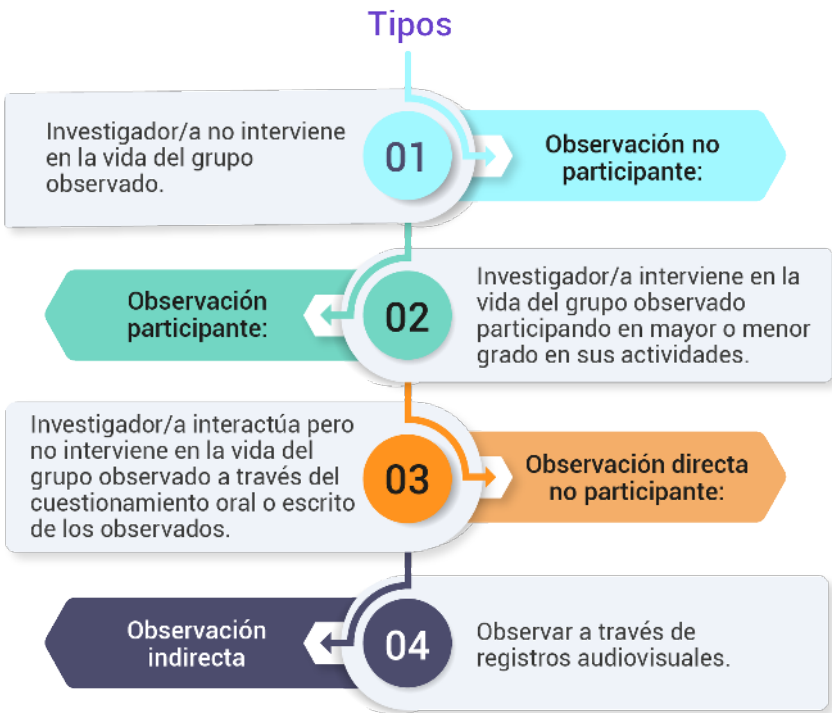 Tipos
Investigador/a no interviene
en la vida del grupo
observado.
01
Observación no
participante:
Observación
participante:
02
Investigador/a interviene en la
vida del grupo observado
participando en mayor o menor
grado en sus actividades.
Investigador/a interactúa pero
no interviene en la vida del
grupo observado a través del
cuestionamiento oral o escrito
de los observados.
03
Observación directa
no participante:
Observación
indirecta
04
Observar a través de
registros audiovisuales.